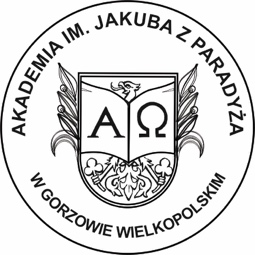 AKADEMIA IM. JAKUBA Z PARADYŻA
Α Ω
W GORZOWIE WIELKOPOLSKIM